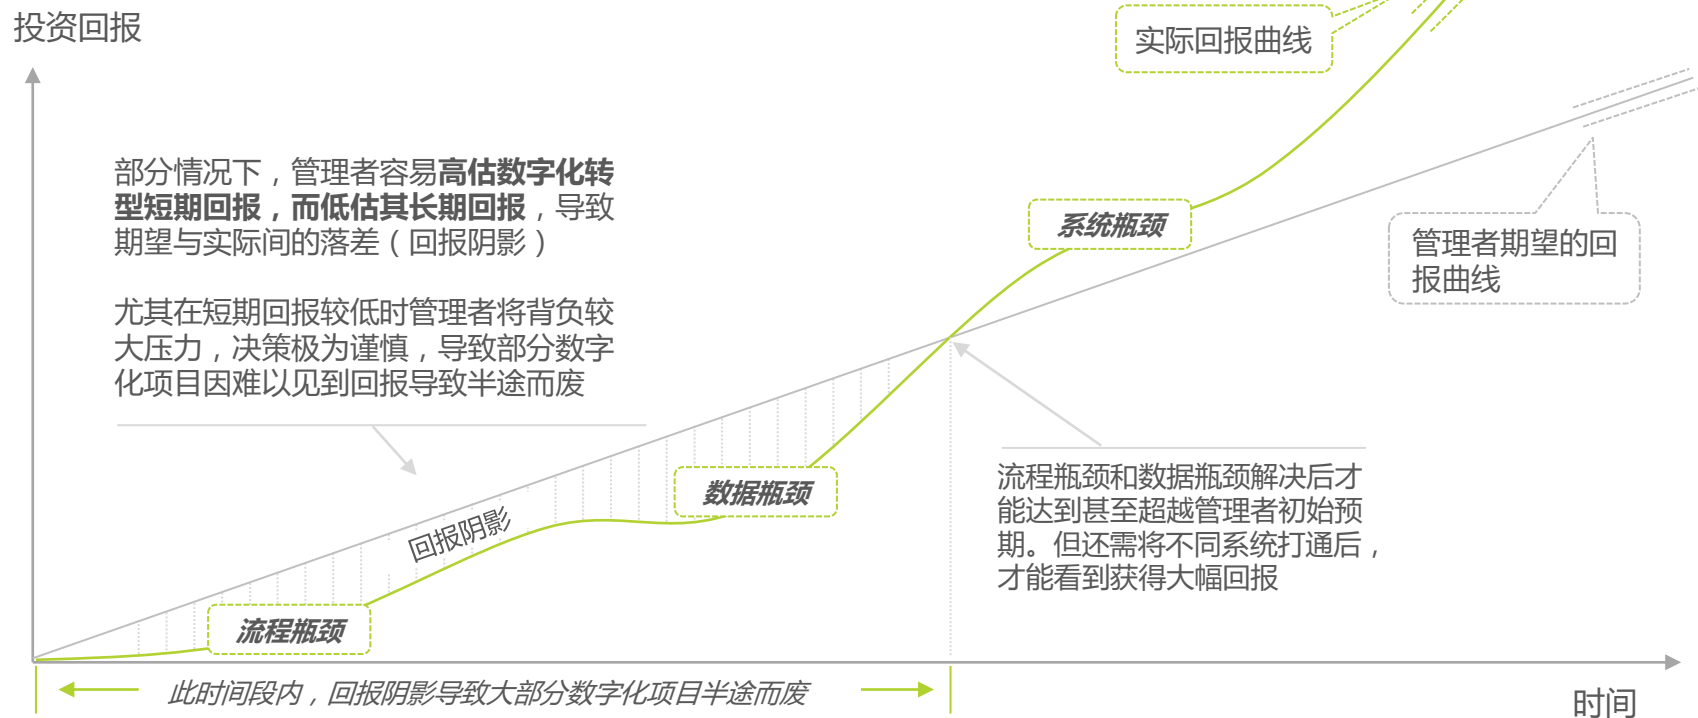 投资回报
实际回报曲线
部分情况下，管理者容易高估数字化转
型短期回报，而低估其长期回报，导致
期望与实际间的落差（回报阴影）
系统瓶颈
管理者期望的回
报曲线
尤其在短期回报较低时管理者将背负较
大压力，决策极为谨慎，导致部分数字
化项目因难以见到回报导致半途而废
数据瓶颈
流程瓶颈和数据瓶颈解决后才
能达到甚至超越管理者初始预
期。但还需将不同系统打通后，
才能看到获得大幅回报
回报阴影
流程瓶颈
此时间段内，回报阴影导致大部分数字化项目半途而废
时间